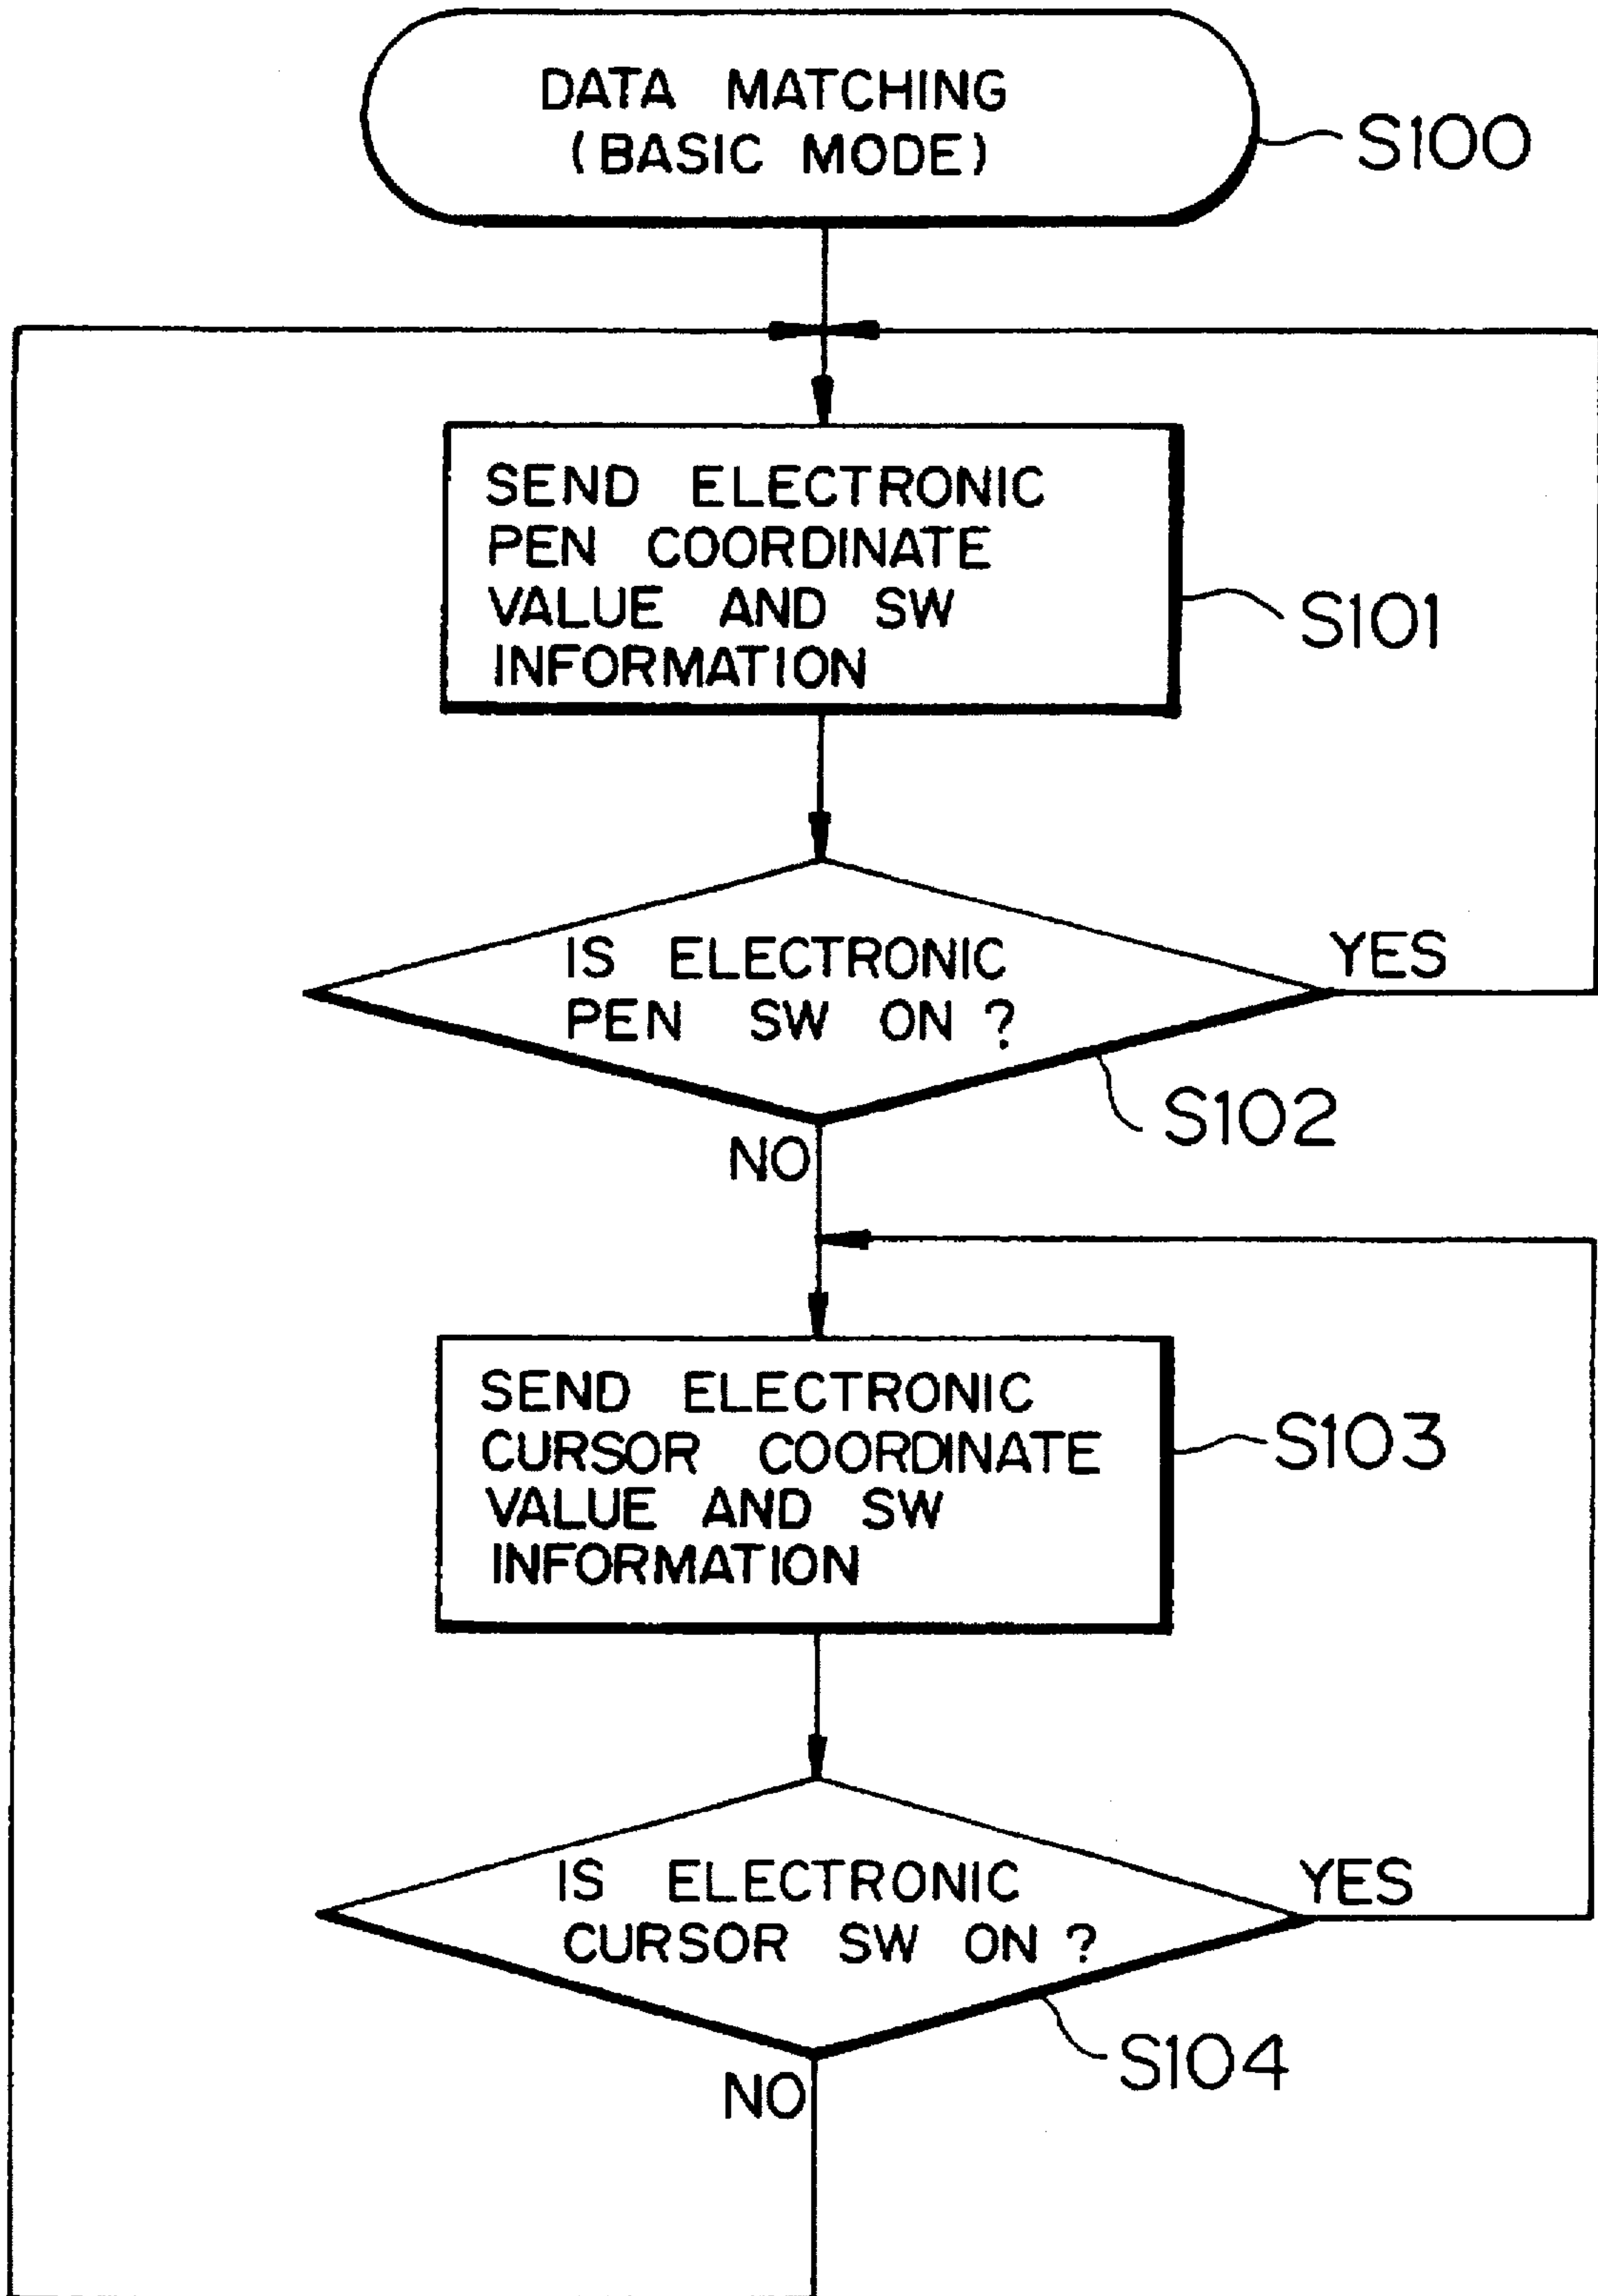 DATA MATCHING
(BASIC MODE)
S100
SEND ELECTRONIC
PEN COORDINATE
VALUE AND SW
INFORMATION
S101
IS ELECTRONIC
PEN SW ON ?
YES
S102
NO
SEND ELECTRONIC
CURSOR COORDINATE
VALUE AND SW
INFORMATION
S103
IS ELECTRONIC
CURSOR SW ON ?
YES
S104
NO